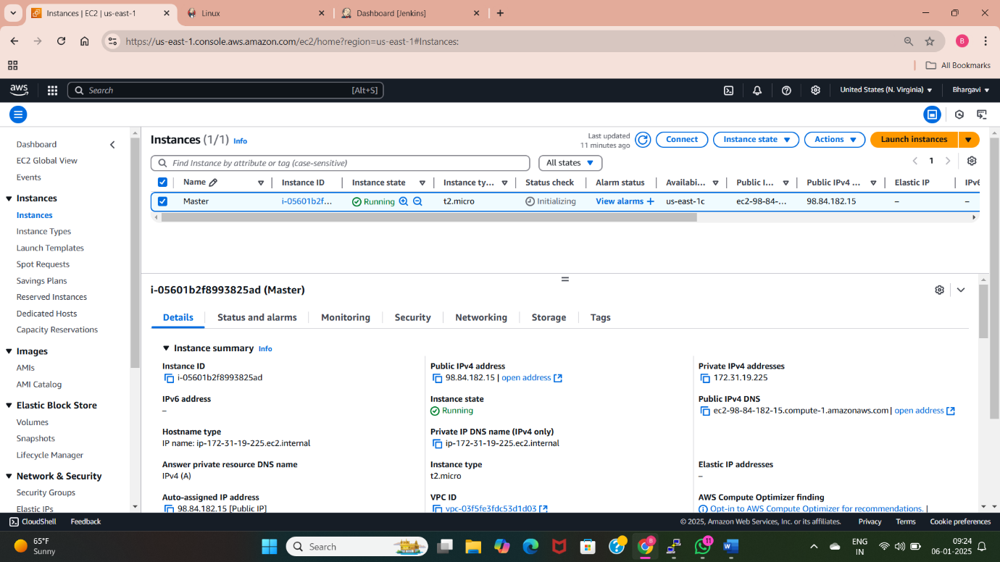 Instances | EC2 | us-east-1
Linux
Dashboard [Jenkins]
https://us-east-1.console.aws.amazon.com/ec2/home?region=us-east-1#Instances:
B
All Bookmarks
aws
Search
[Alt+S]
United States (N. Virginia)
Bhargavi
Dashboard
EC2 Global View
Events
Instances
Instances
Instance Types
Launch Templates
Spot Requests
Savings Plans
Reserved Instances
Dedicated Hosts
Capacity Reservations
Images
AMIs
AMI Catalog
Elastic Block Store
Volumes
Snapshots
Lifecycle Manager
Network & Security
Security Groups
Elastic IPs
Instances (1/1) Info
Last updated
11 minutes ago
Connect
Instance state
Actions
Launch instances
Find Instance by attribute or tag (case-sensitive)
All states
1
Name Instance ID Instance state Instance ty... Status check Alarm status Availabi... Public I... Public IPv4 ... Elastic IP IPv6
Master i-05601b2f... Running t2.micro Initializing View alarms + us-east-1c ec2-98-84-... 98.84.182.15 – –
i-05601b2f8993825ad (Master)
Details Status and alarms Monitoring Security Networking Storage Tags
Instance summary Info
Instance ID
i-05601b2f8993825ad
Public IPv4 address
98.84.182.15 | open address
Private IPv4 addresses
172.31.19.225
IPv6 address
–
Instance state
Running
Public IPv4 DNS
ec2-98-84-182-15.compute-1.amazonaws.com | open address
Hostname type
IP name: ip-172-31-19-225.ec2.internal
Private IP DNS name (IPv4 only)
ip-172-31-19-225.ec2.internal
Answer private resource DNS name
IPv4 (A)
Instance type
t2.micro
Elastic IP addresses
–
Auto-assigned IP address
98.84.182.15 [Public IP]
VPC ID
vpc-03f5fe3fdc53d1d03
AWS Compute Optimizer finding
Opt-in to AWS Compute Optimizer for recommendations. |
CloudShell Feedback
© 2025, Amazon Web Services, Inc. or its affiliates. Privacy Terms Cookie preferences
65°F
Sunny
Search
B
11
W
ENG
IN
09:24
06-01-2025